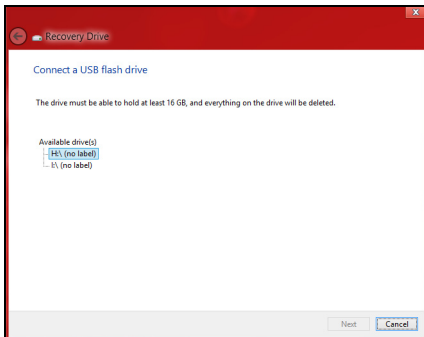 x
Recovery Drive
Connect a USB flash drive
The drive must be able to hold at least 16 GB, and everything on the drive will be deleted.
Available drive(s)
H:\ (no label)
I:\ (no label)
Next Cancel